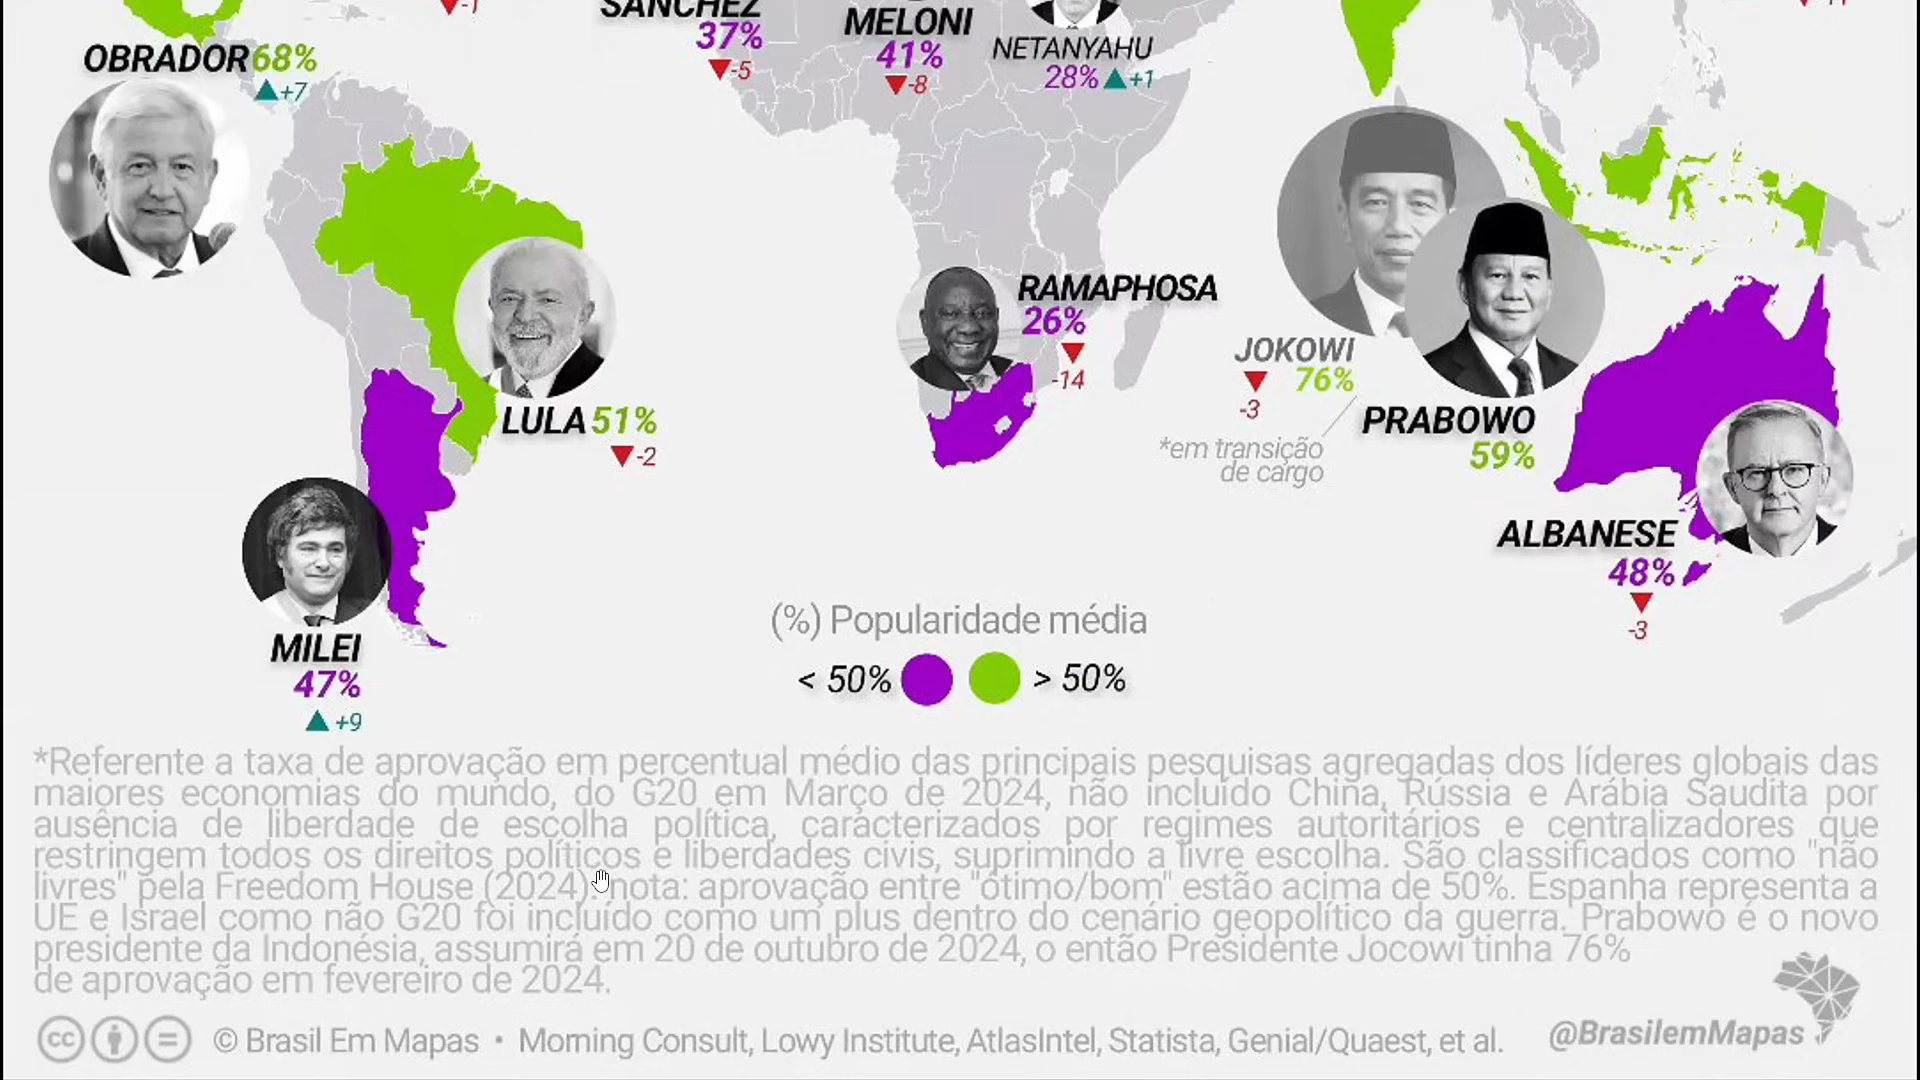 -1
SÁNCHEZ
37%
-5
MELONI
41%
-8
NETANYAHU
28% +1
OBRADOR 68%
+7
RAMAPHOSA
26%
-14
JOKOWI
76%
-3
*em transição
de cargo
PRABOWO
59%
LULA 51%
-2
ALBANESE
48%
-3
MILEI
47%
+9
(%) Popularidade média
< 50% > 50%
*Referente a taxa de aprovação em percentual médio das principais pesquisas agregadas dos líderes globais das
maiores economias do mundo, do G20 em Março de 2024, não incluído China, Rússia e Arábia Saudita por
ausência de liberdade de escolha política, caracterizados por regimes autoritários e centralizadores que
restringem todos os direitos políticos e liberdades civis, suprimindo a livre escolha. São classificados como "não
livres" pela Freedom House (2024). nota: aprovação entre "ótimo/bom" estão acima de 50%. Espanha representa a
UE e Israel como não G20 foi incluído como um plus dentro do cenário geopolítico da guerra. Prabowo é o novo
presidente da Indonésia, assumirá em 20 de outubro de 2024, o então Presidente Jocowi tinha 76%
de aprovação em fevereiro de 2024.
cc © Brasil Em Mapas • Morning Consult, Lowy Institute, AtlasIntel, Statista, Genial/Quaest, et al.
@BrasilemMapas